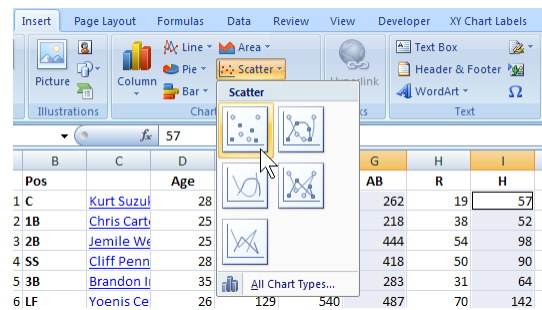 Insert Page Layout Formulas Data Review View Developer XY Chart Labels
Picture
Illustrations
Column
Line
Pie
Bar
Area
Scatter
Text Box
Header & Footer
WordArt
Text
Scatter
All Chart Types...
fx 57
B C D G H I
Pos Age AB R H
1 C Kurt Suzuk 28 262 19 57
2 1B Chris Carte 25 218 38 52
3 2B Jemile We 25 444 54 98
4 SS Cliff Penn 28 418 50 90
5 3B Brandon I 35 283 31 64
6 LF Yoenis Ce 26 129 540 487 70 142